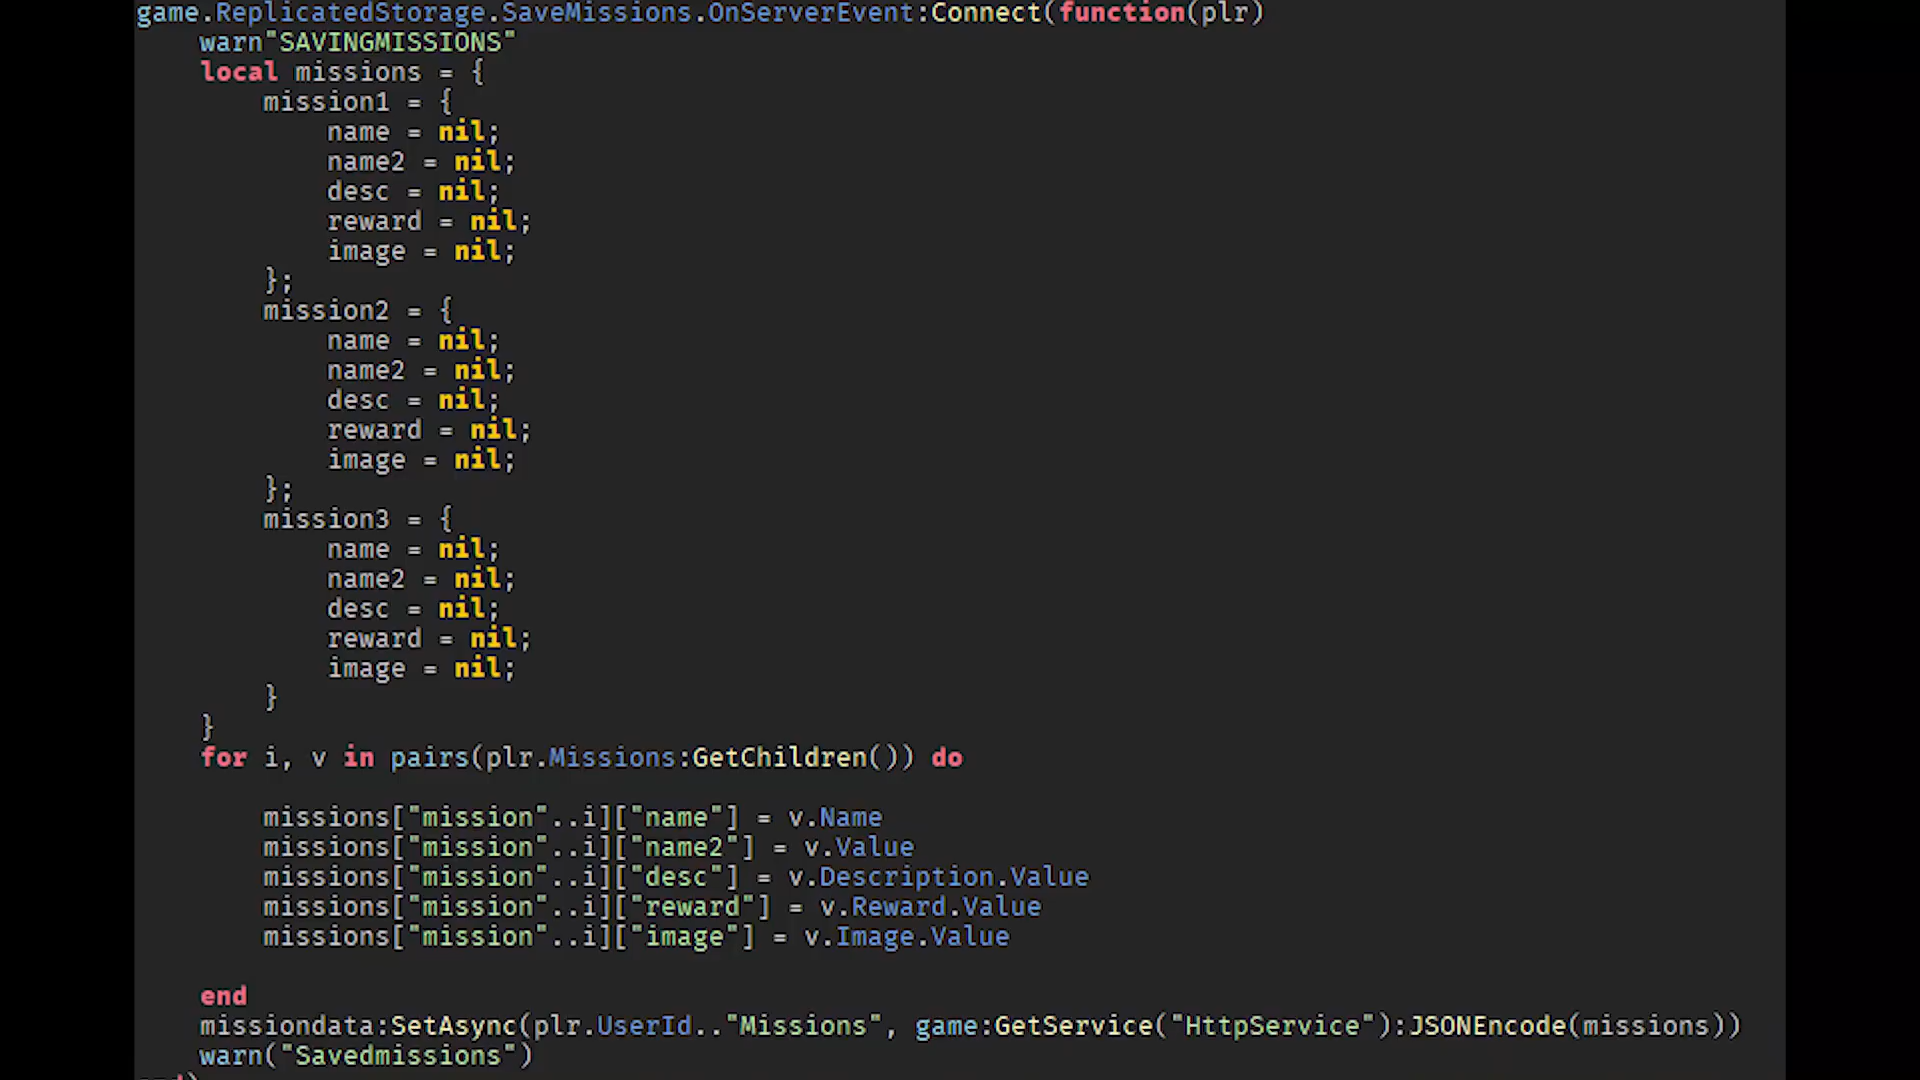 game.ReplicatedStorage.SaveMissions.OnServerEvent:Connect(function(plr)
warn"SAVINGMISSIONS"
local missions = {
mission1 = {
name = nil;
name2 = nil;
desc = nil;
reward = nil;
image = nil;
};
mission2 = {
name = nil;
name2 = nil;
desc = nil;
reward = nil;
image = nil;
};
mission3 = {
name = nil;
name2 = nil;
desc = nil;
reward = nil;
image = nil;
}
}
for i, v in pairs(plr.Missions:GetChildren()) do
missions["mission"..i]["name"] = v.Name
missions["mission"..i]["name2"] = v.Value
missions["mission"..i]["desc"] = v.Description.Value
missions["mission"..i]["reward"] = v.Reward.Value
missions["mission"..i]["image"] = v.Image.Value
end
missiondata:SetAsync(plr.UserId.."Missions", game:GetService("HttpService"):JSONEncode(missions))
warn("Savedmissions")